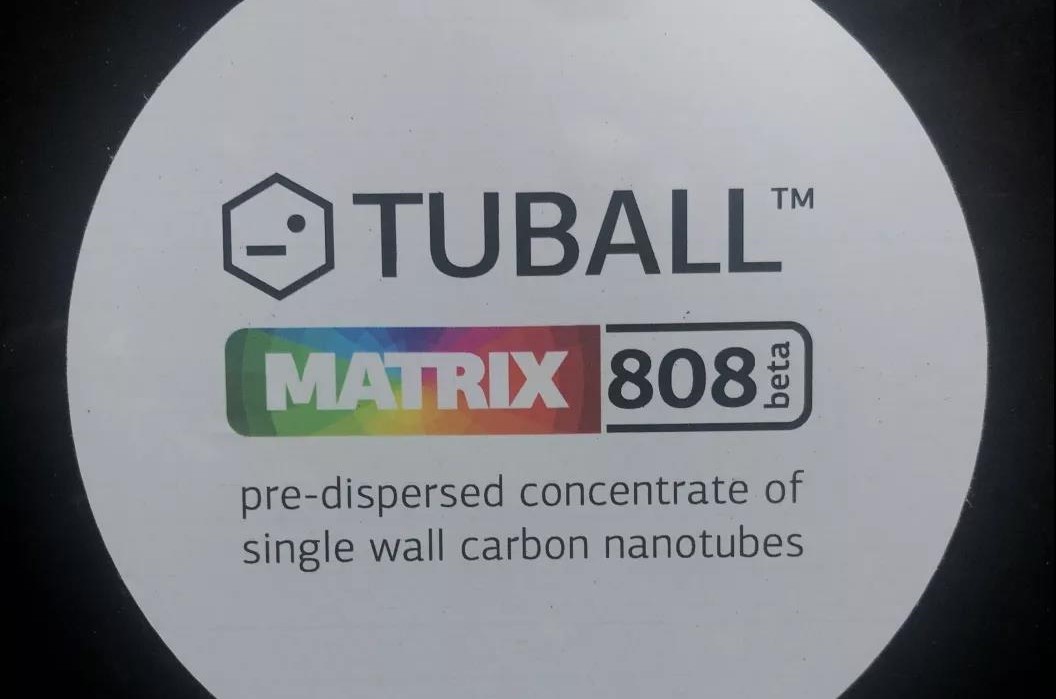 TUBALL™
MATRIX 808 beta
pre-dispersed concentrate of
single wall carbon nanotubes